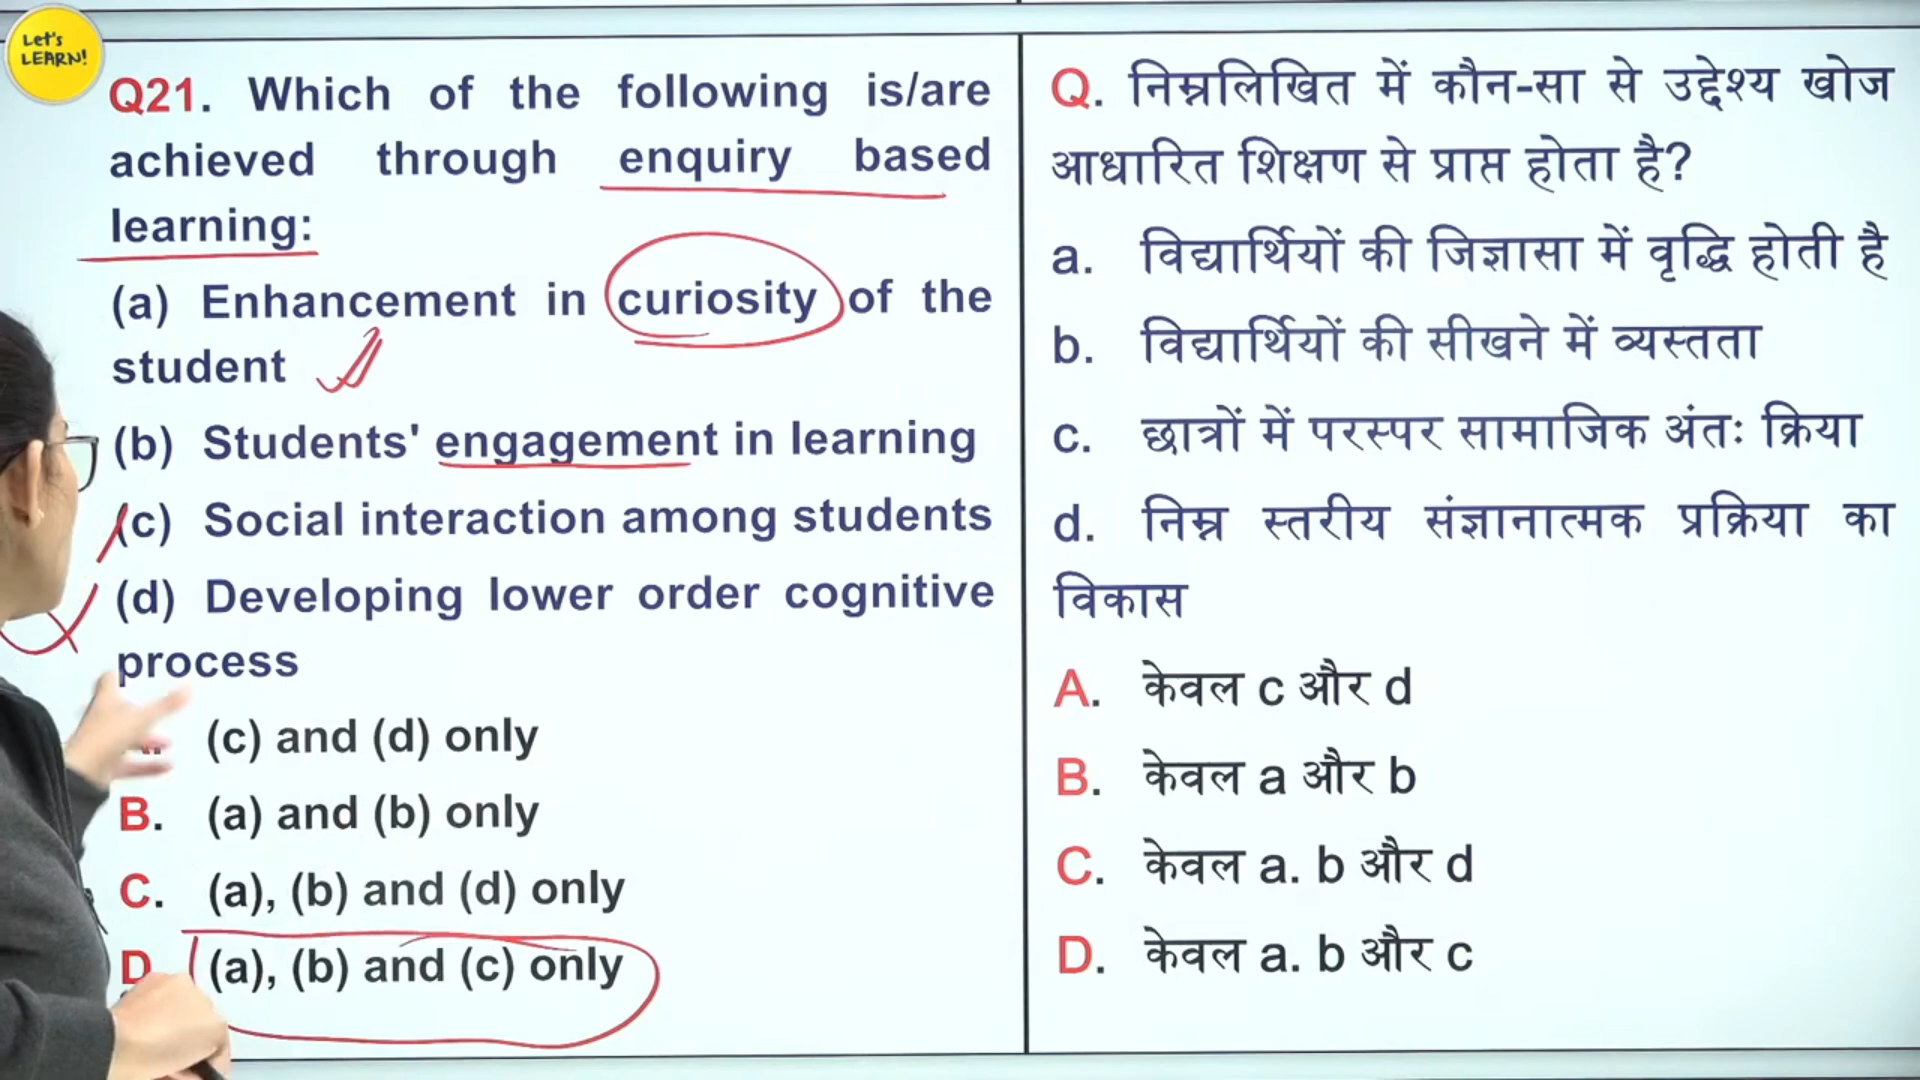 Let's
LEARN!
Q21. Which of the following is/are
achieved through enquiry based
learning:
(a) Enhancement in curiosity of the
student
(b) Students' engagement in learning
(c) Social interaction among students
(d) Developing lower order cognitive
process
(c) and (d) only
B. (a) and (b) only
C. (a), (b) and (d) only
D (a), (b) and (c) only
Q. निम्नलिखित में कौन-सा से उद्देश्य खोज
आधारित शिक्षण से प्राप्त होता है?
a. विद्यार्थियों की जिज्ञासा में वृद्धि होती है
b. विद्यार्थियों की सीखने में व्यस्तता
c. छात्रों में परस्पर सामाजिक अंतः क्रिया
d. निम्न स्तरीय संज्ञानात्मक प्रक्रिया का
विकास
A. केवल c और d
B. केवल a और b
C. केवल a. b और d
D. केवल a. b और c